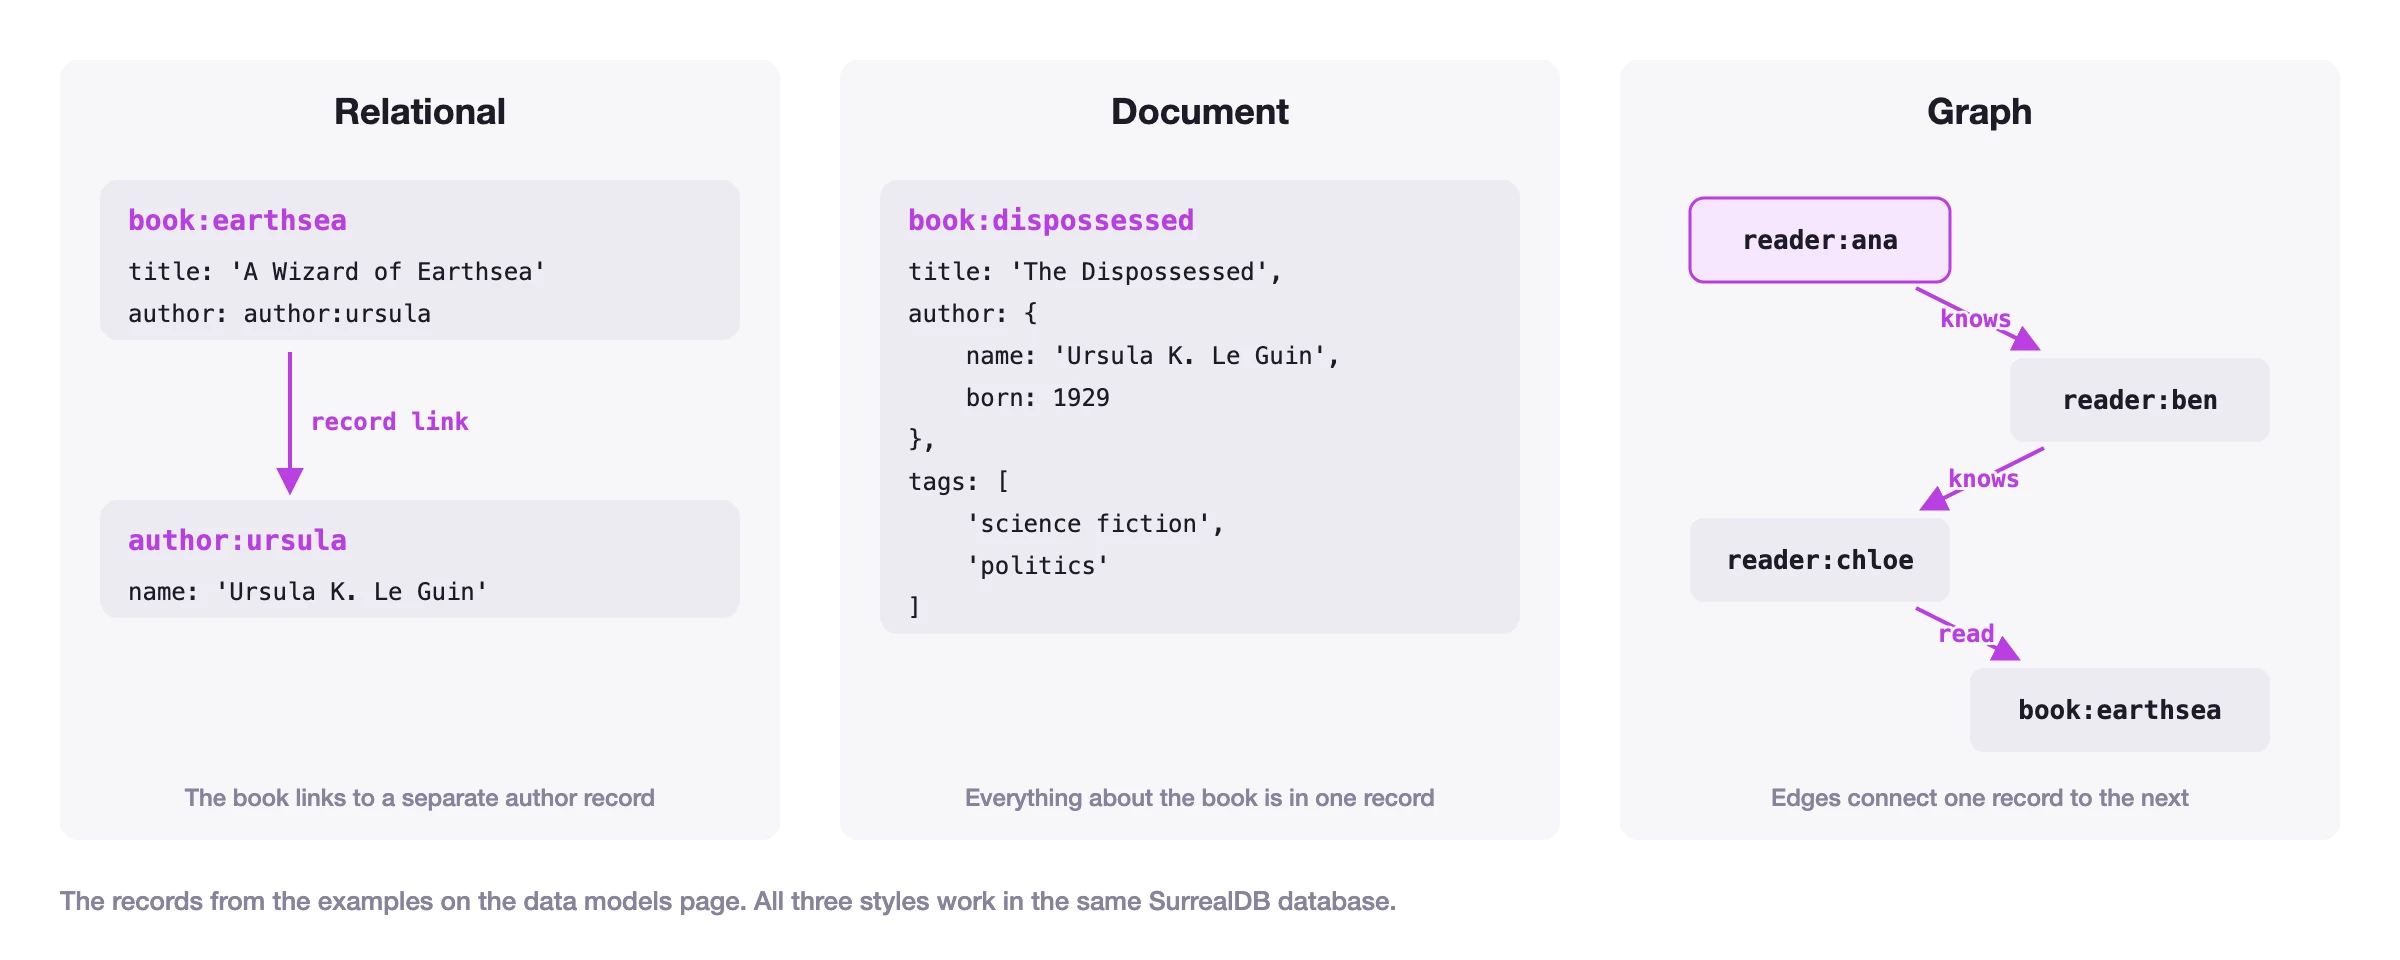 Relational
book:earthsea
title: 'A Wizard of Earthsea'
author: author:ursula
record link
author:ursula
name: 'Ursula K. Le Guin'
The book links to a separate author record
Document
book:dispossessed
title: 'The Dispossessed',
author: {
    name: 'Ursula K. Le Guin',
    born: 1929
},
tags: [
    'science fiction',
    'politics'
]
Everything about the book is in one record
Graph
reader:ana
knows
reader:ben
knows
reader:chloe
read
book:earthsea
Edges connect one record to the next
The records from the examples on the data models page. All three styles work in the same SurrealDB database.